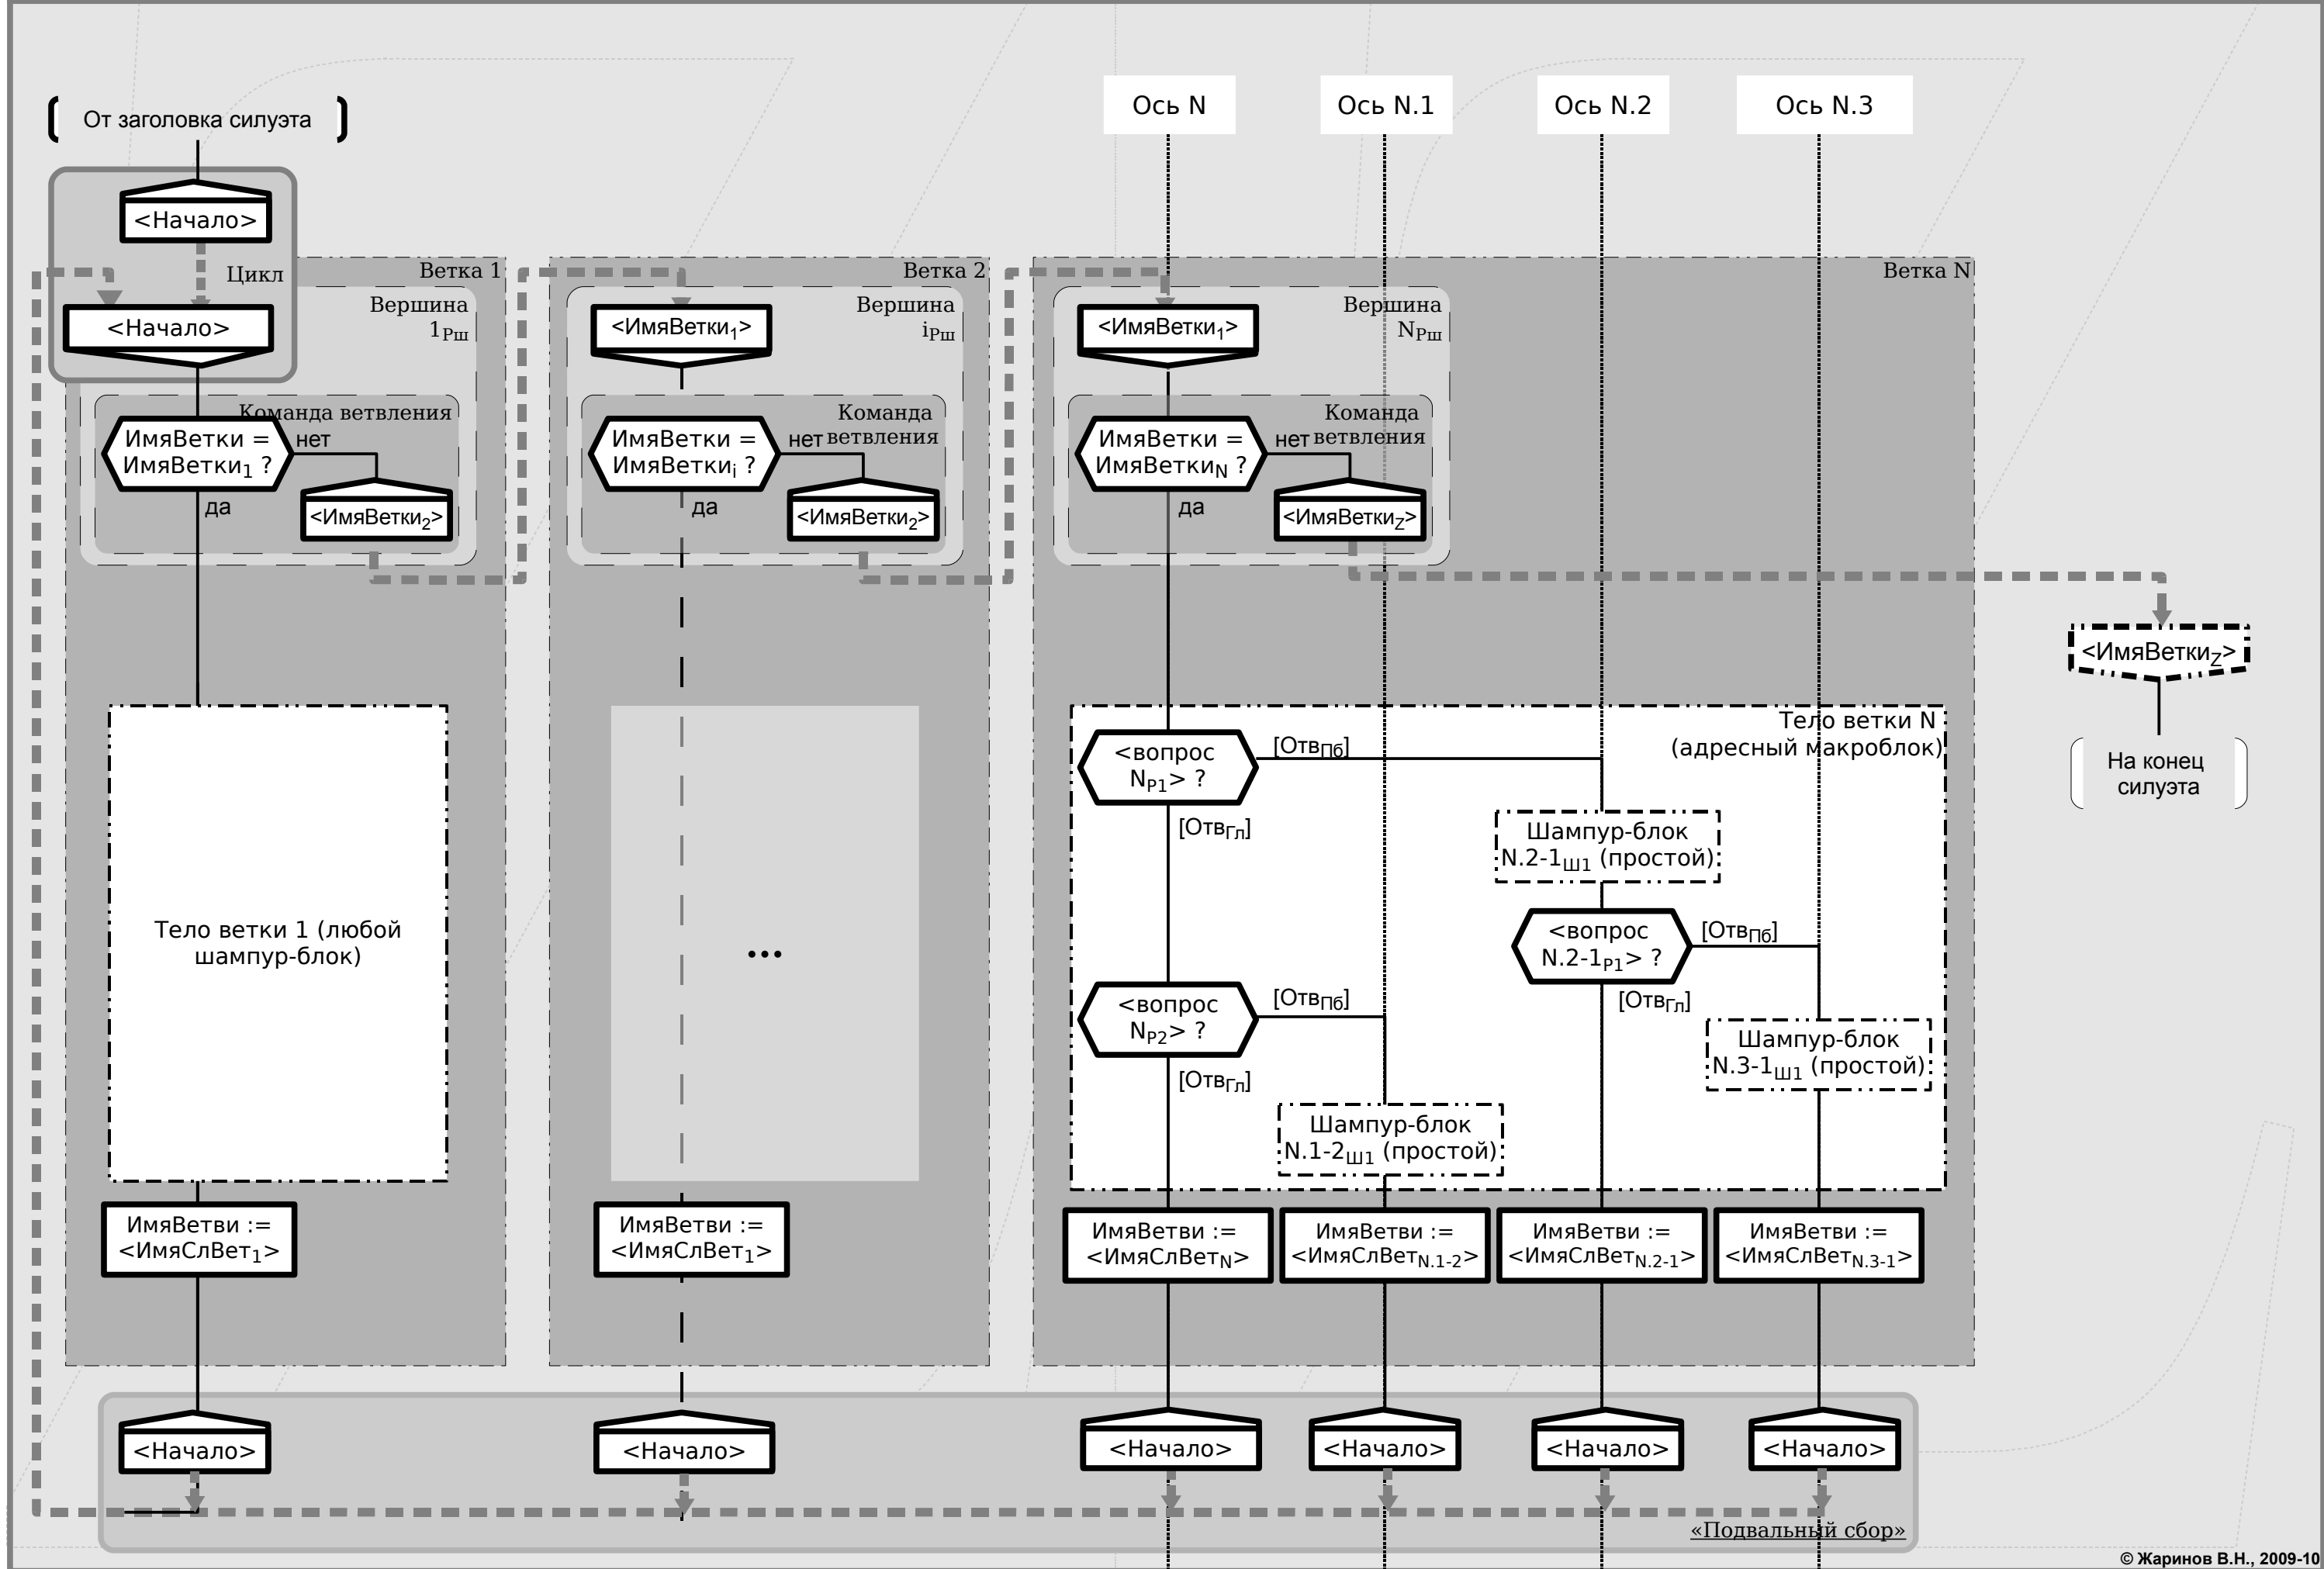 Ось N
Ось N.1
Ось N.2
Ось N.3
От заголовка силуэта
<Начало>
Цикл
<Начало>
Ветка 1
Вершина
1Рш
Команда ветвления
ИмяВетки =
ИмяВетки1 ?
нет
да
<ИмяВетки2>
Тело ветки 1 (любой
шампур-блок)
ИмяВетви :=
<ИмяСлВет1>
<Начало>
Ветка 2
<ИмяВетки1>
Вершина
iРш
Команда
ветвления
ИмяВетки =
ИмяВеткиi ?
нет
да
<ИмяВетки2>
...
ИмяВетви :=
<ИмяСлВет1>
<Начало>
Ветка N
<ИмяВетки1>
Вершина
NРш
Команда
ветвления
ИмяВетки =
ИмяВеткиN ?
нет
да
<ИмяВеткиZ>
<ИмяВеткиZ>
На конец
силуэта
Тело ветки N
(адресный макроблок)
<вопрос
NР1> ?
[ОтвПб]
[ОтвГл]
Шампур-блок
N.2-1Ш1 (простой)
<вопрос
N.2-1Р1> ?
[ОтвПб]
[ОтвГл]
<вопрос
NР2> ?
[ОтвПб]
[ОтвГл]
Шампур-блок
N.3-1Ш1 (простой)
Шампур-блок
N.1-2Ш1 (простой)
ИмяВетви :=
<ИмяСлВетN>
ИмяВетви :=
<ИмяСлВетN.1-2>
ИмяВетви :=
<ИмяСлВетN.2-1>
ИмяВетви :=
<ИмяСлВетN.3-1>
<Начало>
<Начало>
<Начало>
<Начало>
«Подвальный сбор»
© Жаринов В.Н., 2009-10